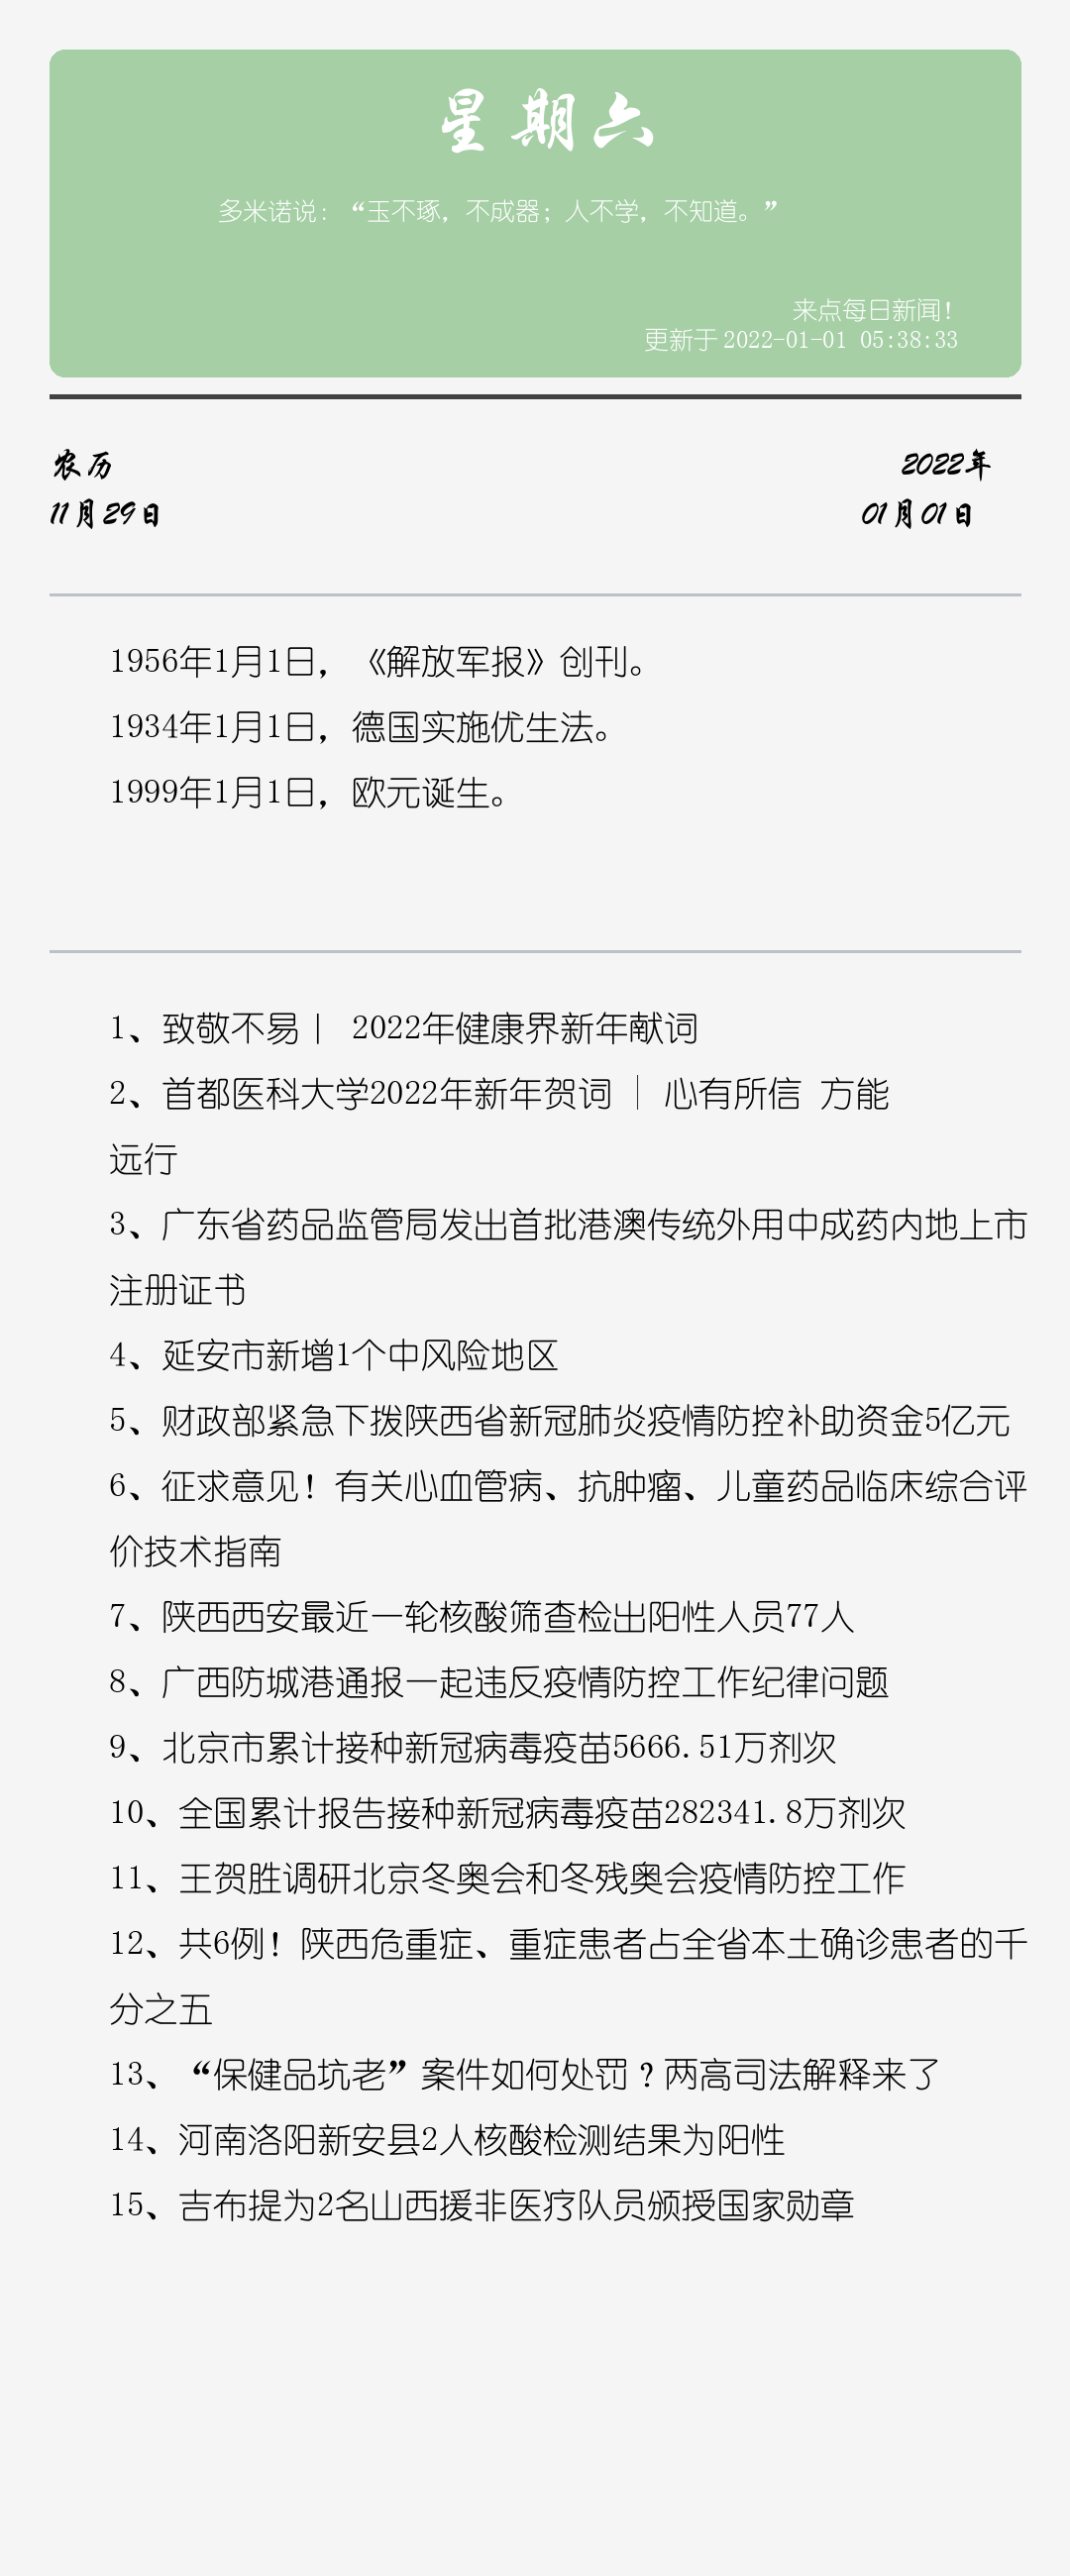 星期六
多米诺说：“玉不琢，不成器；人不学，不知道。”
来点每日新闻！
更新于 2022-01-01 05:38:33
农历
11月29日
2022年
01月01日
1956年1月1日，《解放军报》创刊。
1934年1月1日，德国实施优生法。
1999年1月1日，欧元诞生。
1、致敬不易丨 2022年健康界新年献词
2、首都医科大学2022年新年贺词 │ 心有所信 方能
远行
3、广东省药品监管局发出首批港澳传统外用中成药内地上市
注册证书
4、延安市新增1个中风险地区
5、财政部紧急下拨陕西省新冠肺炎疫情防控补助资金5亿元
6、征求意见！有关心血管病、抗肿瘤、儿童药品临床综合评
价技术指南
7、陕西西安最近一轮核酸筛查检出阳性人员77人
8、广西防城港通报一起违反疫情防控工作纪律问题
9、北京市累计接种新冠病毒疫苗5666.51万剂次
10、全国累计报告接种新冠病毒疫苗282341.8万剂次
11、王贺胜调研北京冬奥会和冬残奥会疫情防控工作
12、共6例！陕西危重症、重症患者占全省本土确诊患者的千
分之五
13、“保健品坑老”案件如何处罚？两高司法解释来了
14、河南洛阳新安县2人核酸检测结果为阳性
15、吉布提为2名山西援非医疗队员颁授国家勋章